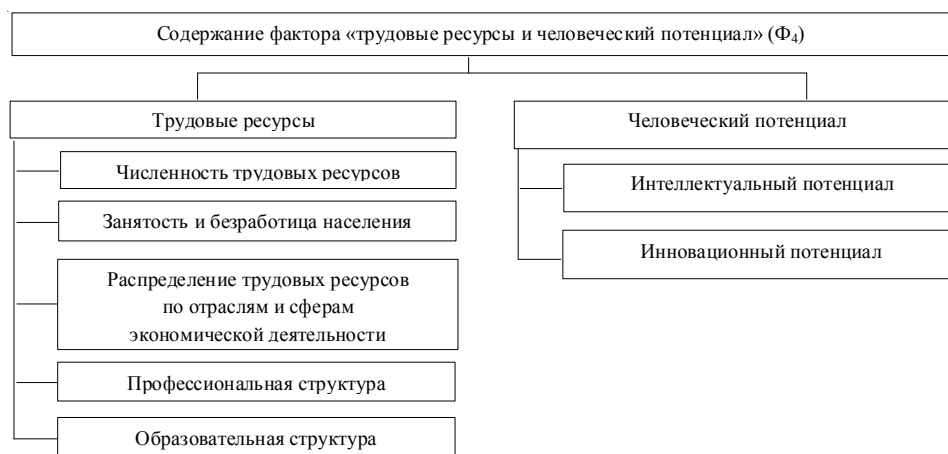 Содержание фактора «трудовые ресурсы и человеческий потенциал» (Ф4)
Трудовые ресурсы
Численность трудовых ресурсов
Занятость и безработица населения
Распределение трудовых ресурсов
по отраслям и сферам
экономической деятельности
Профессиональная структура
Образовательная структура
Человеческий потенциал
Интеллектуальный потенциал
Инновационный потенциал